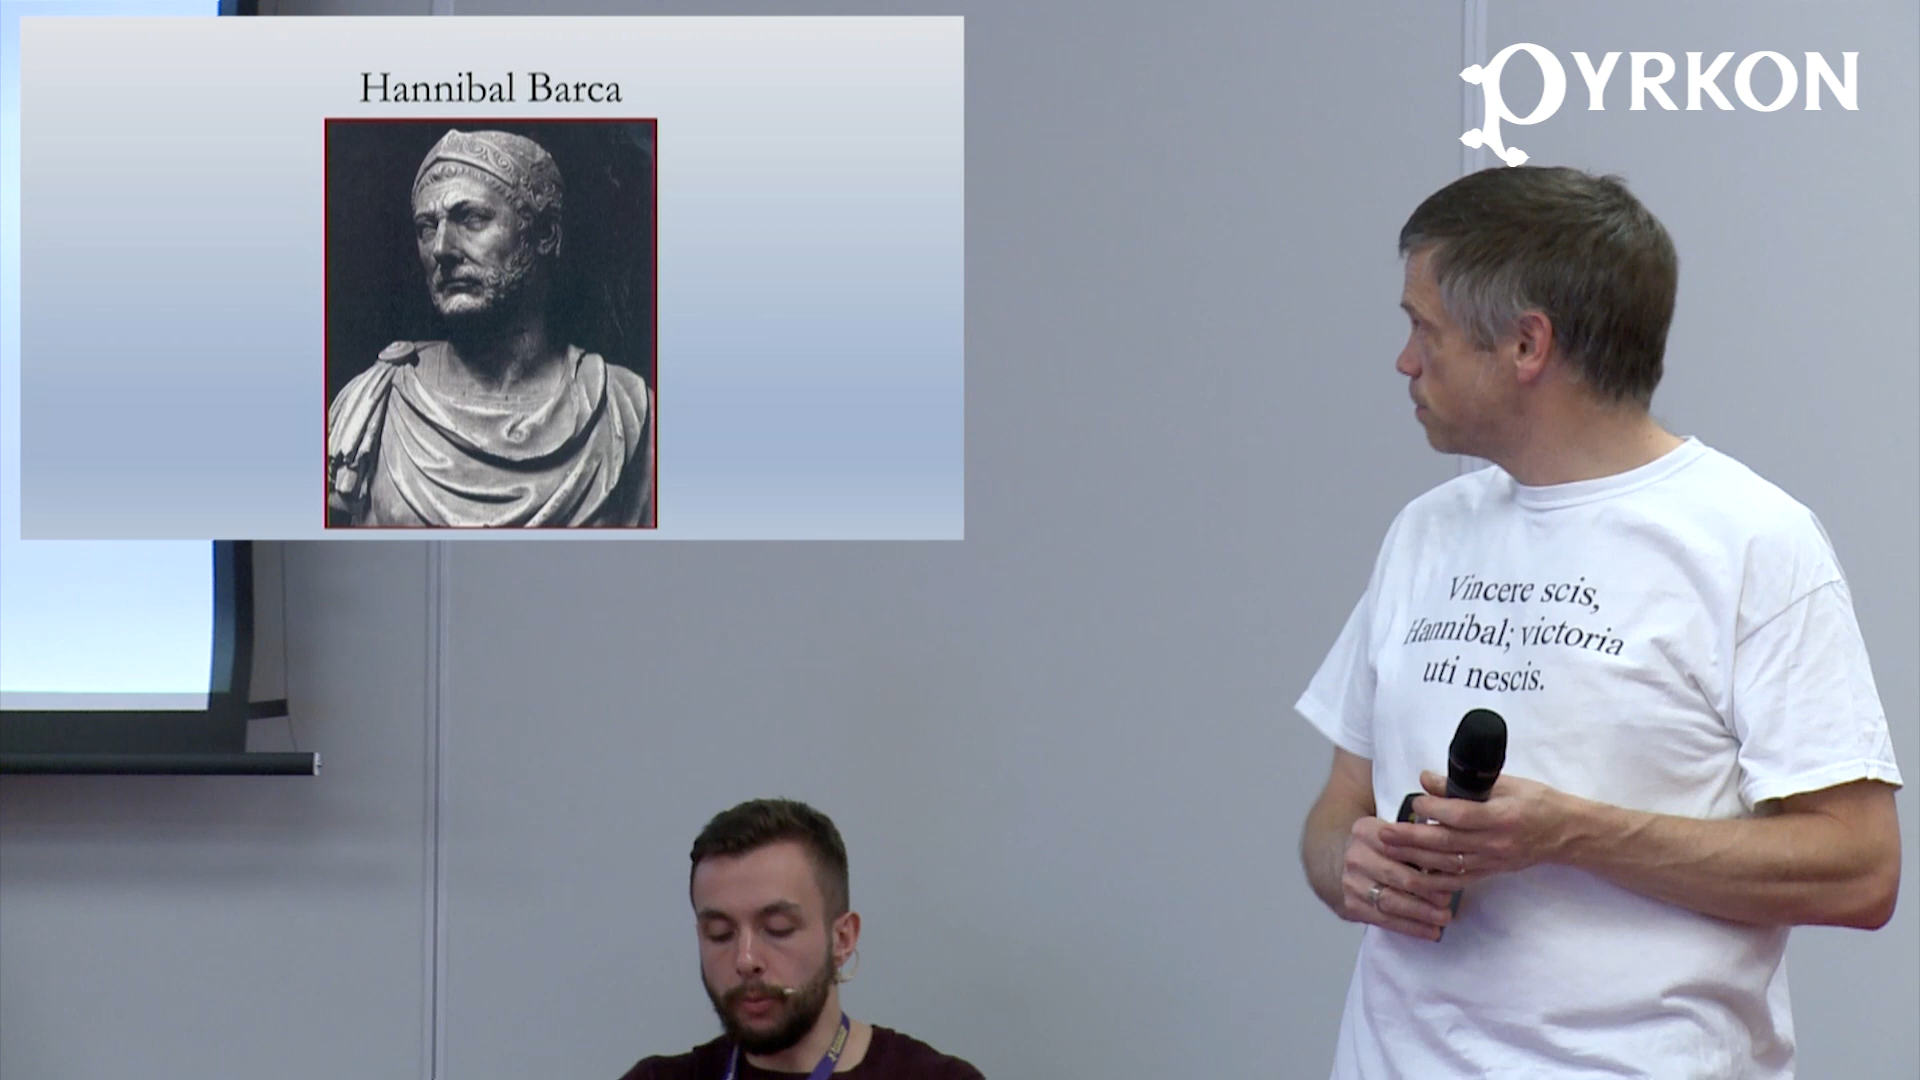 Hannibal Barca
PYRKON
Vincere scis,
Hannibal; victoria
uti nescis.